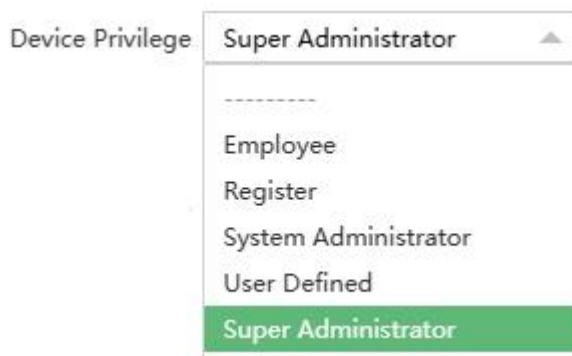 Device Privilege Super Administrator
---------
Employee
Register
System Administrator
User Defined
Super Administrator